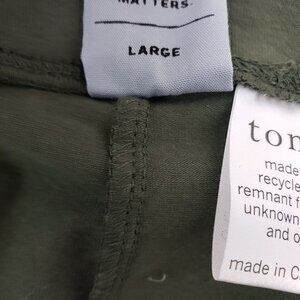 MATTERS.
LARGE
made
recycle
remnant f
unknown
and o
made in C